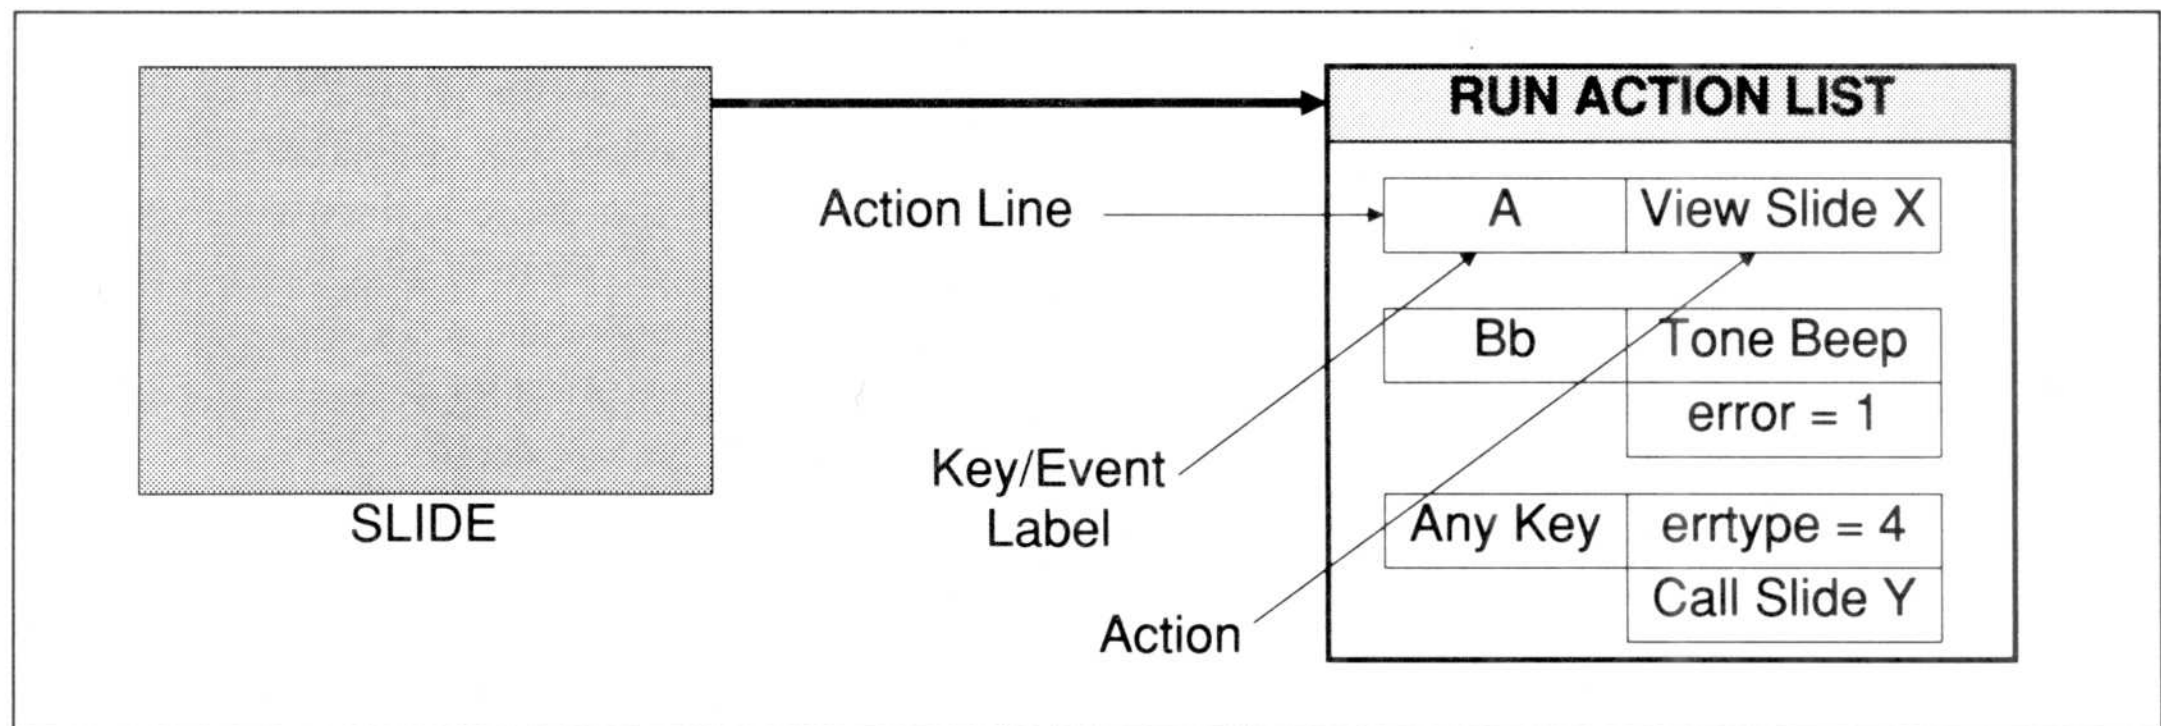 RUN ACTION LIST
Action Line
A
View Slide X
Bb
Tone Beep
error = 1
Key/Event
Label
SLIDE
Any Key
errtype = 4
Call Slide Y
Action